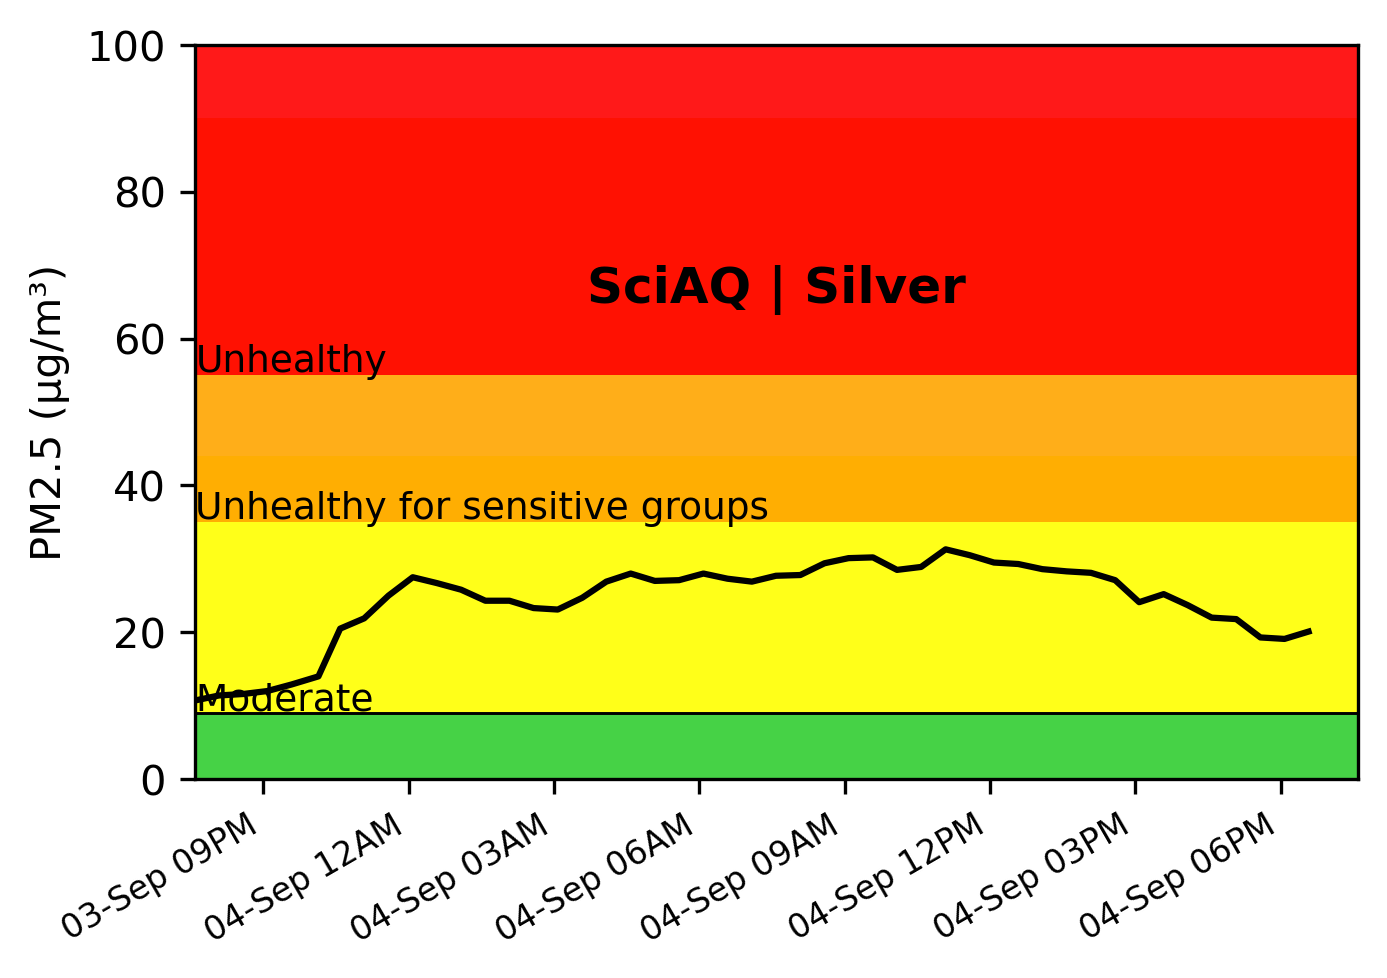 100
80
60
40
20
0
PM2.5 (µg/m³)
SciAQ | Silver
Unhealthy
Unhealthy for sensitive groups
Moderate
03-Sep 09PM
04-Sep 12AM
04-Sep 03AM
04-Sep 06AM
04-Sep 09AM
04-Sep 12PM
04-Sep 03PM
04-Sep 06PM